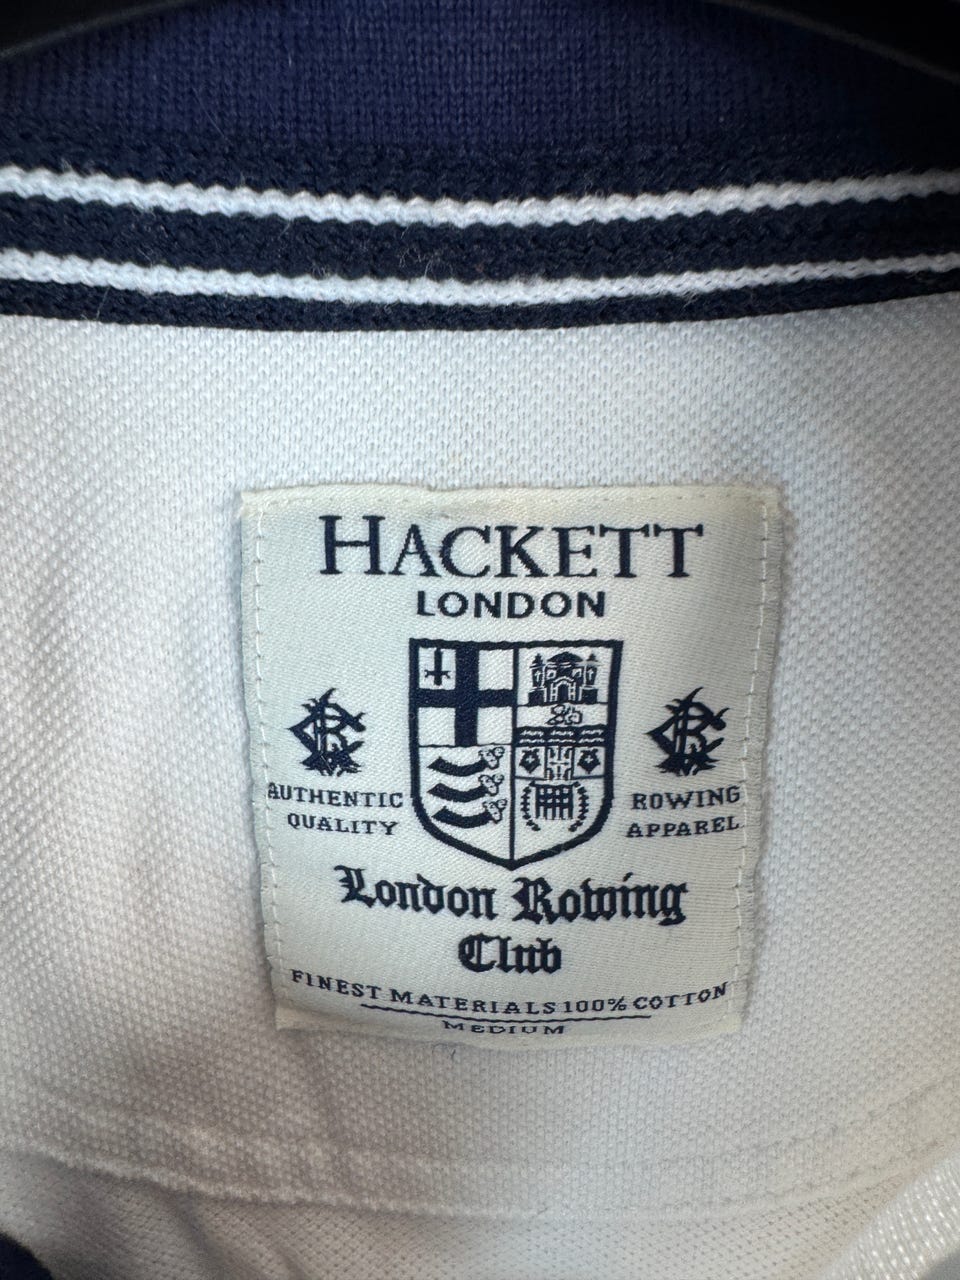 HACKETT
LONDON
AUTHENTIC
QUALITY
ROWING
APPAREL
London Rowing
Club
FINEST MATERIALS 100% COTTON
MEDIUM